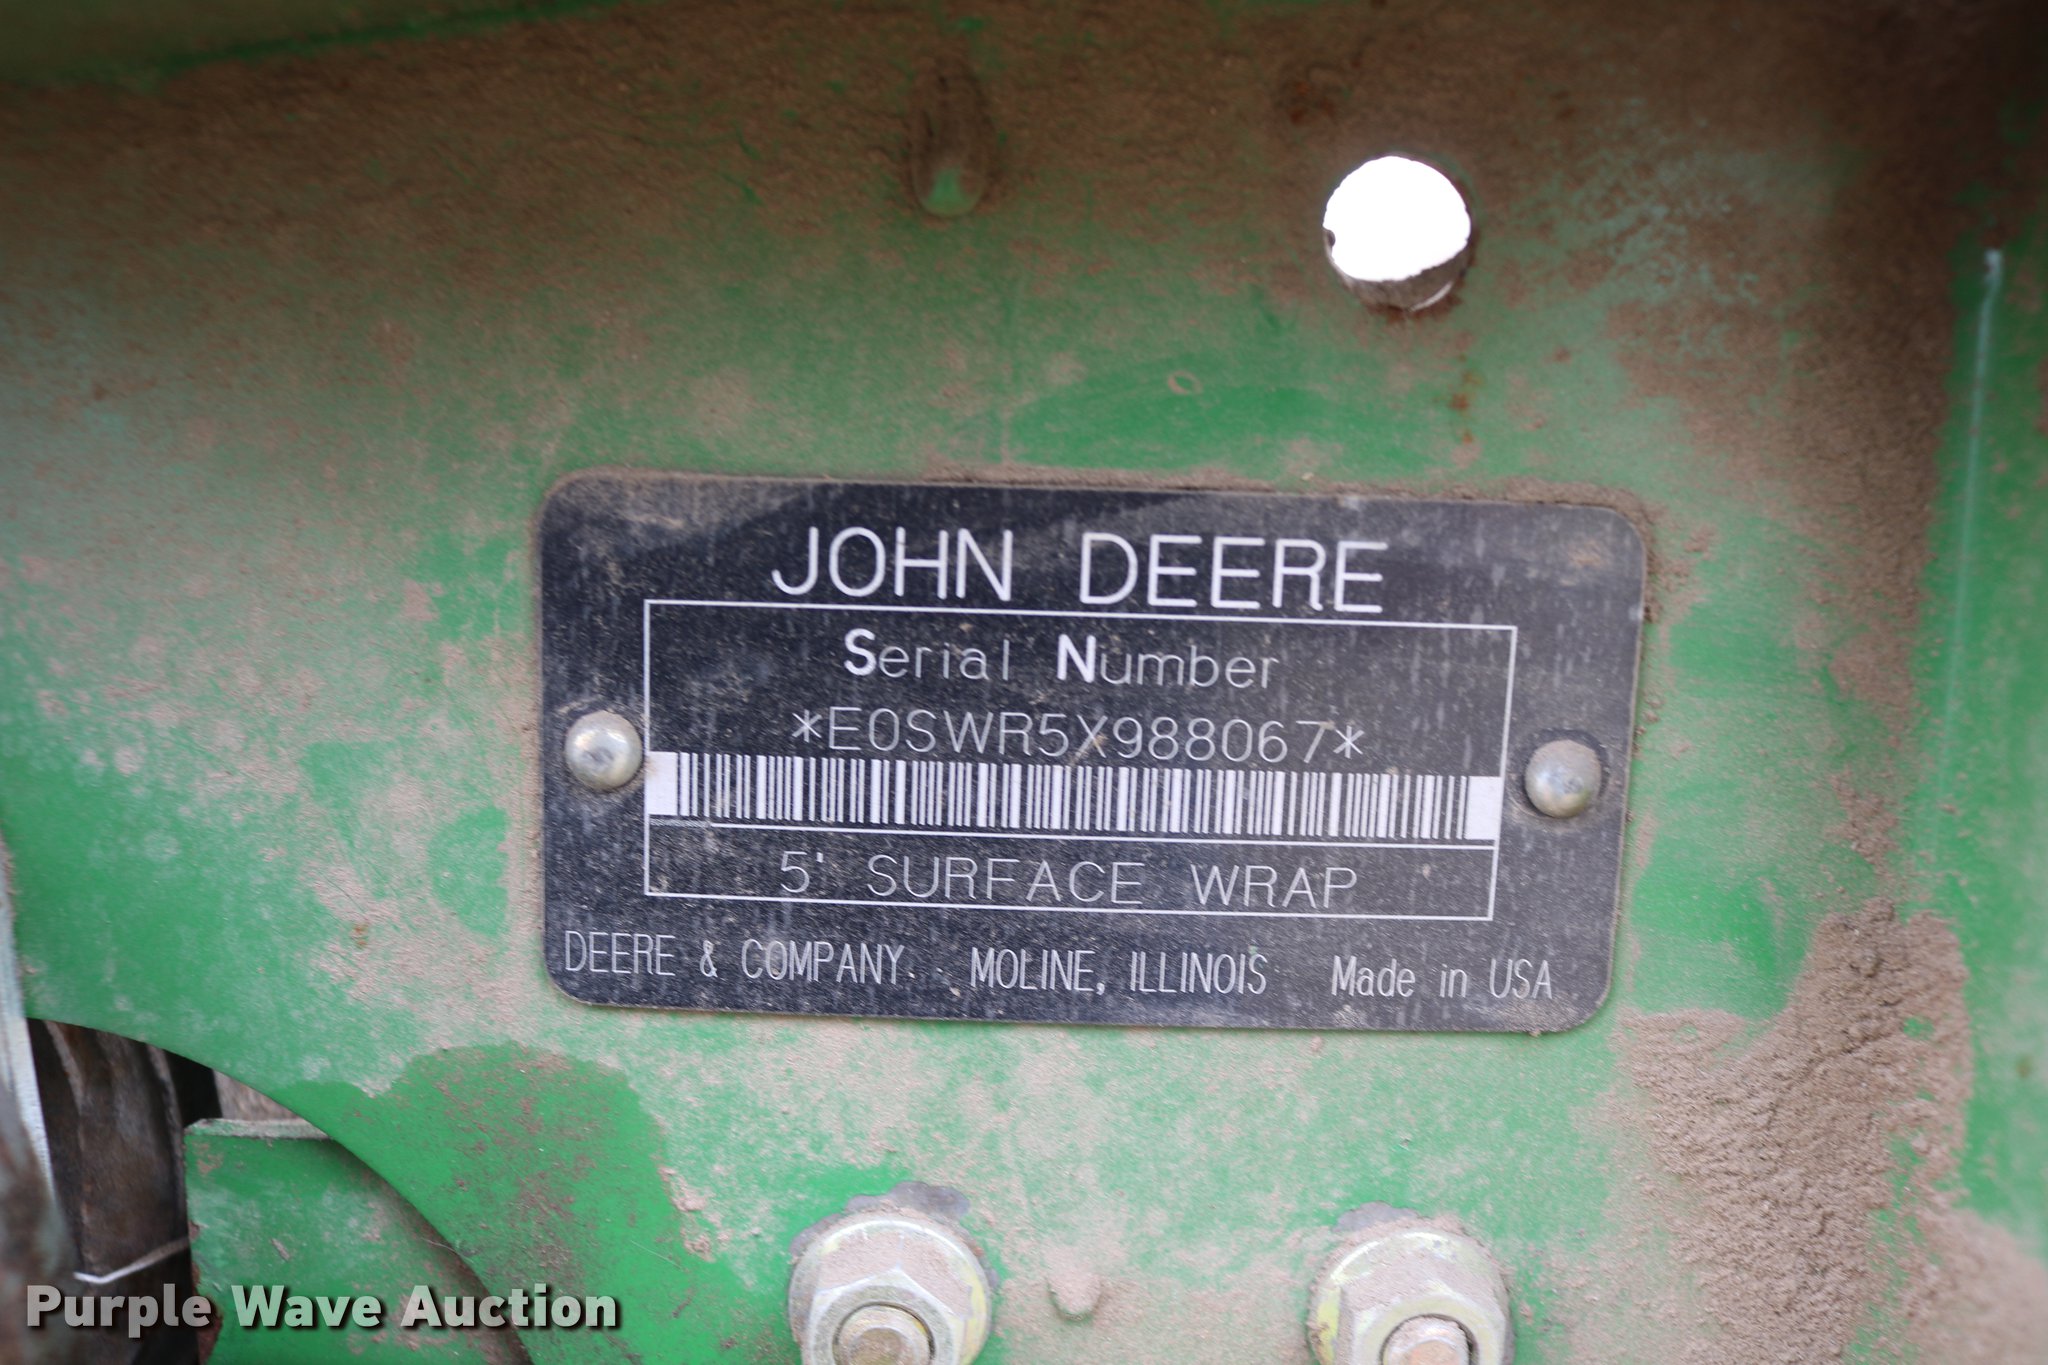 JOHN DEERE
Serial Number
*E0SWR5X988067*
5' SURFACE WRAP
DEERE & COMPANY MOLINE, ILLINOIS Made in USA
Purple Wave Auction